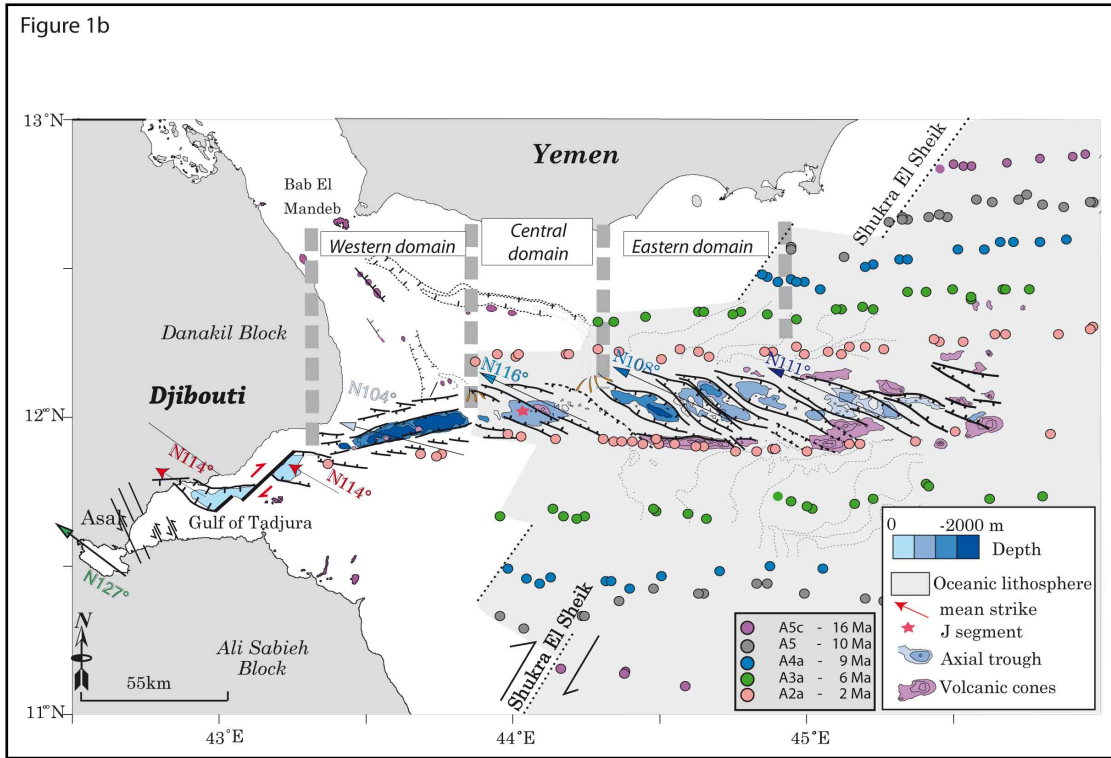 Figure 1b
13°N
12°N
11°N
43°E
44°E
45°E
Yemen
Bab El
Mandeb
Shukra El Sheik
Western domain
Central
domain
Eastern domain
Danakil Block
Djibouti
N104°
N116°
N108°
N111°
N114°
N114°
Asal
Gulf of Tadjura
N127°
N
Ali Sabieh
Block
55km
Shukra El Sheik
A5c - 16 Ma
A5 - 10 Ma
A4a - 9 Ma
A3a - 6 Ma
A2a - 2 Ma
0 -2000 m
Depth
Oceanic lithosphere
mean strike
J segment
Axial trough
Volcanic cones